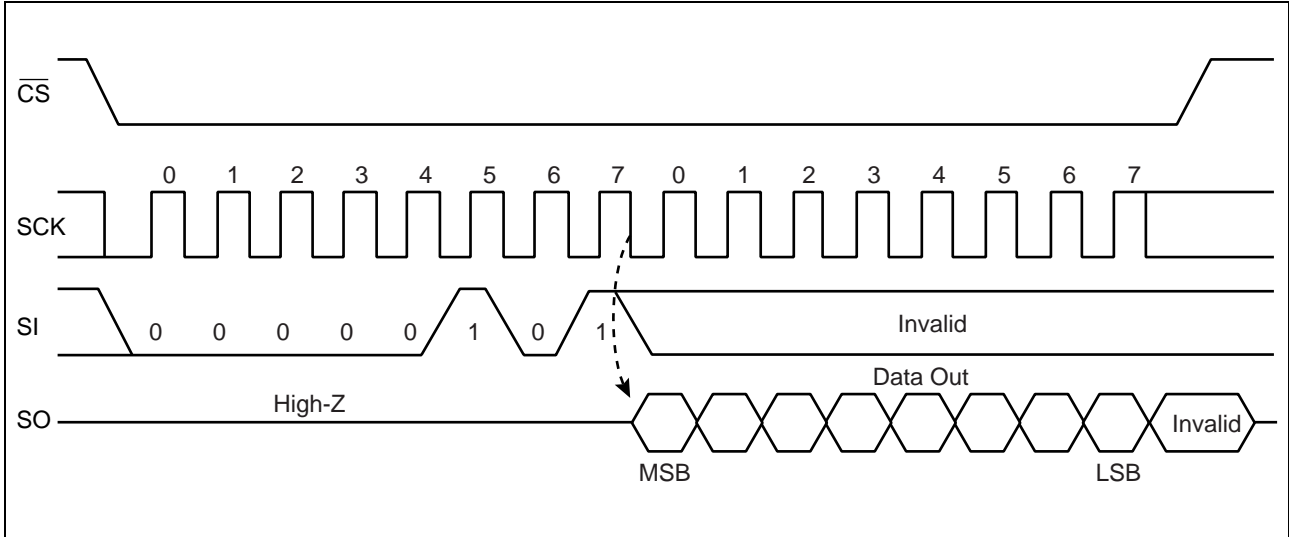 CS
0 1 2 3 4 5 6 7 0 1 2 3 4 5 6 7
SCK
SI
0 0 0 0 0 1 0 1
Invalid
Data Out
High-Z
SO
Invalid
MSB
LSB